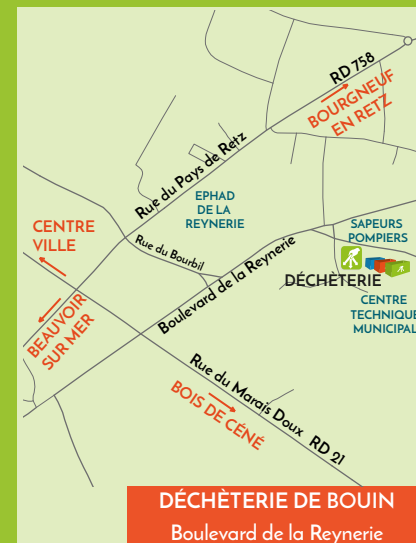 RD 758
BOURGNEUF
EN RETZ
Rue du Pays de Retz
EPHAD
DE LA
REYNERIE
CENTRE
VILLE
SAPEURS
POMPIERS
Rue du Bourbil
Boulevard de la Reynerie
DÉCHÈTERIE
CENTRE
TECHNIQUE
MUNICIPAL
BEAUVOIR
SUR MER
Rue du Marais Doux RD 21
BOIS DE CÉNÉ
DÉCHÈTERIE DE BOUIN
Boulevard de la Reynerie